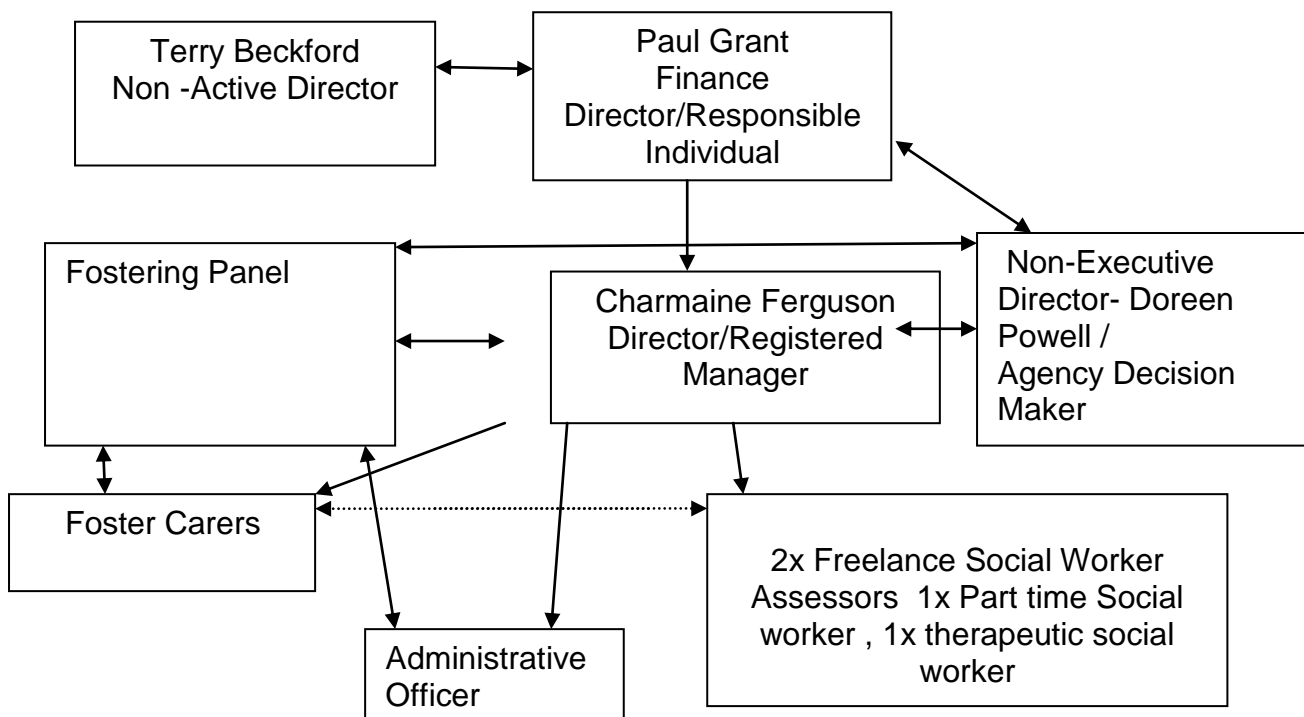 Terry Beckford
Non -Active Director
Paul Grant
Finance
Director/Responsible
Individual
Fostering Panel
Charmaine Ferguson
Director/Registered
Manager
Non-Executive
Director- Doreen
Powell /
Agency Decision
Maker
Foster Carers
2x Freelance Social Worker
Assessors 1x Part time Social
worker , 1x therapeutic social
worker
Administrative
Officer